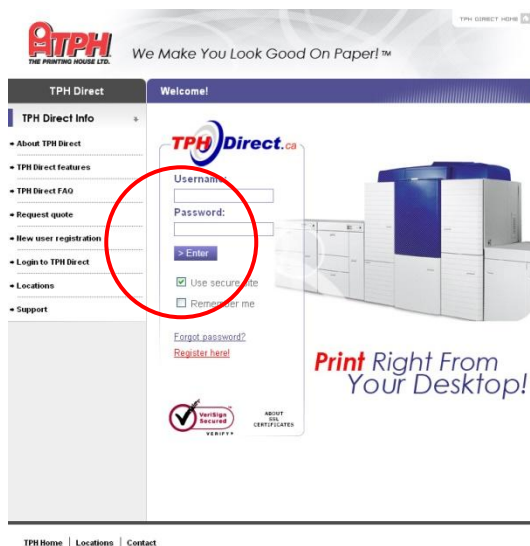 TPH DIRECT HOME
TPH
THE PRINTING HOUSE LTD.
We Make You Look Good On Paper! ™
TPH Direct
Welcome!
TPH Direct Info
About TPH Direct
TPH Direct features
TPH Direct FAQ
Request quote
New user registration
Login to TPH Direct
Locations
Support
TPH Direct.ca
Username:
Password:
> Enter
Use secure site
Remember me
Forgot password?
Register here!
VeriSign
Secured
VERIFY
ABOUT
SSL
CERTIFICATES
Print Right From
Your Desktop!
TPH Home | Locations | Contact